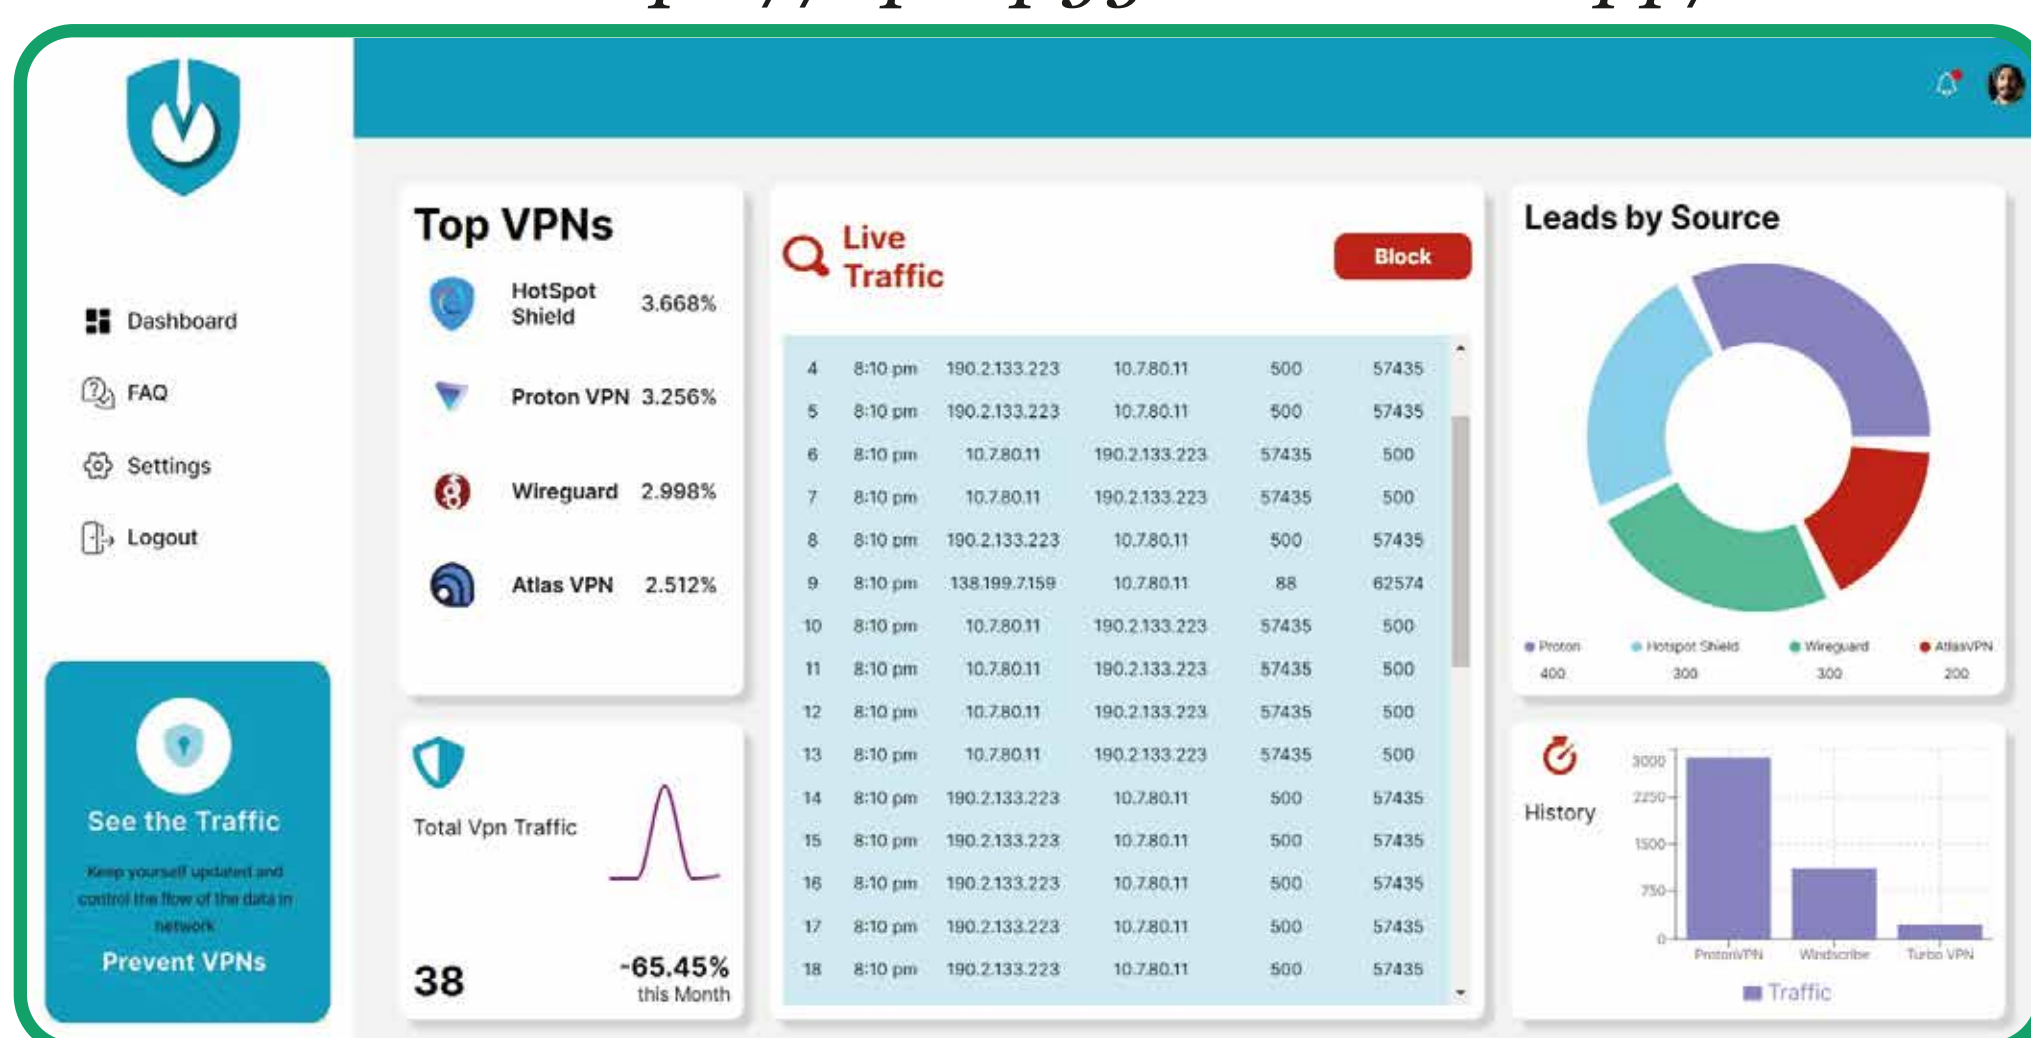 Dashboard
FAQ
Settings
Logout
See the Traffic
Keep yourself updated and
control the flow of the data in
network
Prevent VPNs
Top VPNs
HotSpot
Shield
3.668%
Proton VPN 3.256%
Wireguard 2.998%
Atlas VPN 2.512%
Total Vpn Traffic
38
-65.45%
this Month
Live
Traffic
Block
4 8:10 pm 190.2.133.223 10.7.80.11 500 57435
5 8:10 pm 190.2.133.223 10.7.80.11 500 57435
6 8:10 pm 10.7.80.11 190.2.133.223 57435 500
7 8:10 pm 10.7.80.11 190.2.133.223 57435 500
8 8:10 pm 190.2.133.223 10.7.80.11 500 57435
9 8:10 pm 138.199.7.159 10.7.80.11 88 62574
10 8:10 pm 10.7.80.11 190.2.133.223 57435 500
11 8:10 pm 10.7.80.11 190.2.133.223 57435 500
12 8:10 pm 10.7.80.11 190.2.133.223 57435 500
13 8:10 pm 10.7.80.11 190.2.133.223 57435 500
14 8:10 pm 190.2.133.223 10.7.80.11 500 57435
15 8:10 pm 190.2.133.223 10.7.80.11 500 57435
16 8:10 pm 190.2.133.223 10.7.80.11 500 57435
17 8:10 pm 190.2.133.223 10.7.80.11 500 57435
18 8:10 pm 190.2.133.223 10.7.80.11 500 57435
Leads by Source
Proton Hotspot Shield Wireguard AtlasVPN
400 300 300 200
History
3000
2250
1500
750
0
ProtonVPN Windscribe Turbo VPN
Traffic